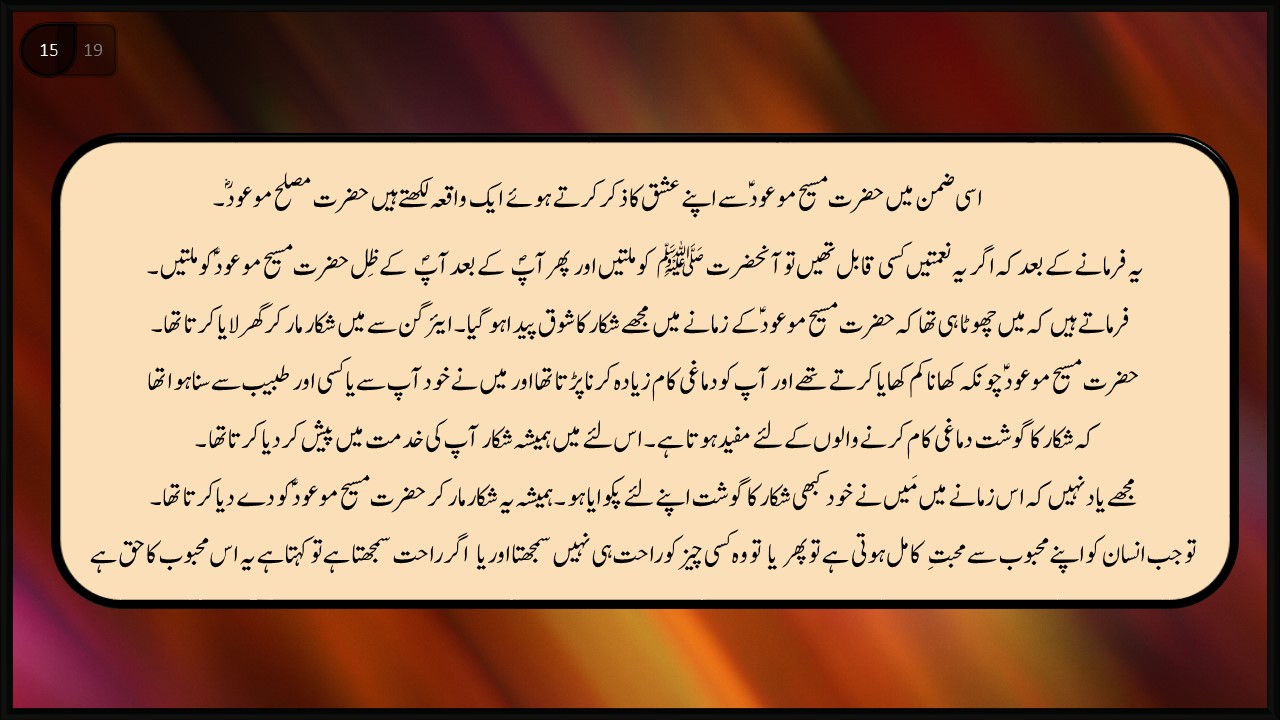 15 19
اسی ضمن میں حضرت مسیح موعودؑ سے اپنے عشق کا ذکر کرتے ہوئے ایک واقعہ لکھتے ہیں حضرت مصلح موعودؓ۔
یہ فرمانے کے بعد کہ اگر یہ نعمتیں کسی قابل تھیں تو آنحضرت ﷺ کو ملتیں اور پھر آپؐ کے بعد آپؐ کے ظِل حضرت مسیح موعودؑ کو ملتیں۔
فرماتے ہیں کہ میں چھوٹا ہی تھا کہ حضرت مسیح موعودؑ کے زمانے میں مجھے شکار کا شوق پیدا ہو گیا۔ ایئر گن سے میں شکار مار کر گھر لایا کرتا تھا۔
حضرت مسیح موعودؑ چونکہ کھانا کم کھایا کرتے تھے اور آپ کو دماغی کام زیادہ کرنا پڑتا تھا اور میں نے خود آپ سے یا کسی اور طبیب سے سنا ہوا تھا
کہ شکار کا گوشت دماغی کام کرنے والوں کے لئے مفید ہوتا ہے۔ اس لئے میں ہمیشہ شکار آپ کی خدمت میں پیش کر دیا کرتا تھا۔
مجھے یاد نہیں کہ اس زمانے میں مَیں نے خود کبھی شکار کا گوشت اپنے لئے پکوایا ہو۔ ہمیشہ یہ شکار مار کر حضرت مسیح موعودؑ کو دے دیا کرتا تھا۔
تو جب انسان کو اپنے محبوب سے محبتِ کامل ہوتی ہے تو پھر یا تو وہ کسی چیز کو راحت ہی نہیں سمجھتا اور یا اگر راحت سمجھتا ہے تو کہتا ہے یہ اس محبوب کا حق ہے